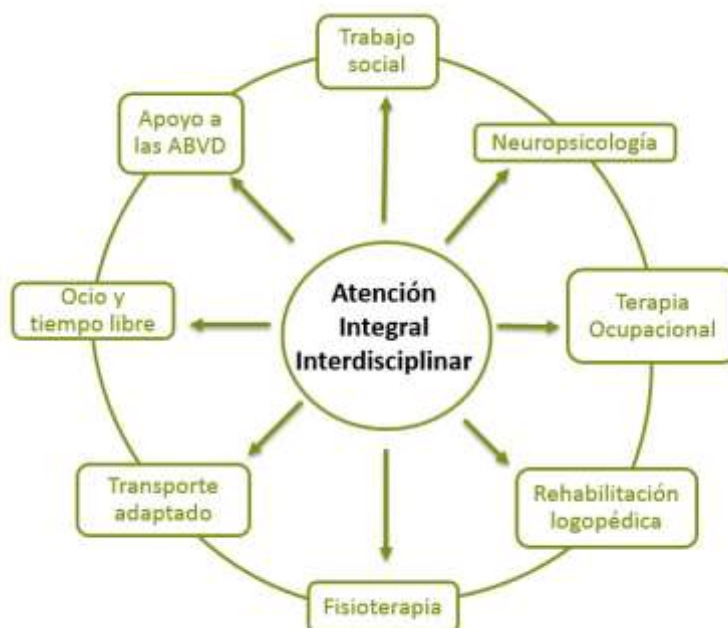 Trabajo
social
Apoyo a
las ABVD
Neuropsicología
Ocio y
tiempo libre
Atención
Integral
Interdisciplinar
Terapia
Ocupacional
Transporte
adaptado
Rehabilitación
logopédica
Fisioterapia